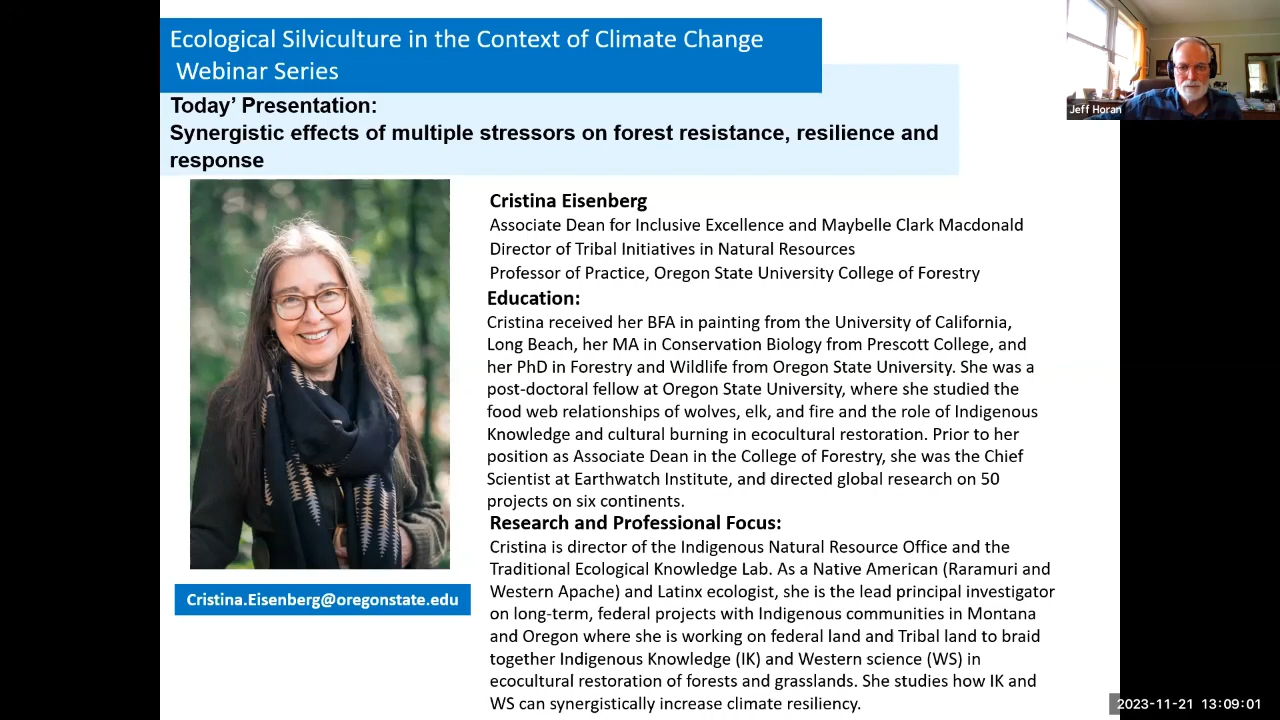 Ecological Silviculture in the Context of Climate Change
Webinar Series
Today’ Presentation:
Synergistic effects of multiple stressors on forest resistance, resilience and
response
Jeff Horan
Cristina Eisenberg
Associate Dean for Inclusive Excellence and Maybelle Clark Macdonald
Director of Tribal Initiatives in Natural Resources
Professor of Practice, Oregon State University College of Forestry
Education:
Cristina received her BFA in painting from the University of California,
Long Beach, her MA in Conservation Biology from Prescott College, and
her PhD in Forestry and Wildlife from Oregon State University. She was a
post-doctoral fellow at Oregon State University, where she studied the
food web relationships of wolves, elk, and fire and the role of Indigenous
Knowledge and cultural burning in ecocultural restoration. Prior to her
position as Associate Dean in the College of Forestry, she was the Chief
Scientist at Earthwatch Institute, and directed global research on 50
projects on six continents.
Research and Professional Focus:
Cristina is director of the Indigenous Natural Resource Office and the
Traditional Ecological Knowledge Lab. As a Native American (Raramuri and
Western Apache) and Latinx ecologist, she is the lead principal investigator
on long-term, federal projects with Indigenous communities in Montana
and Oregon where she is working on federal land and Tribal land to braid
together Indigenous Knowledge (IK) and Western science (WS) in
ecocultural restoration of forests and grasslands. She studies how IK and
WS can synergistically increase climate resiliency.
Cristina.Eisenberg@oregonstate.edu
2023-11-21 13:09:01